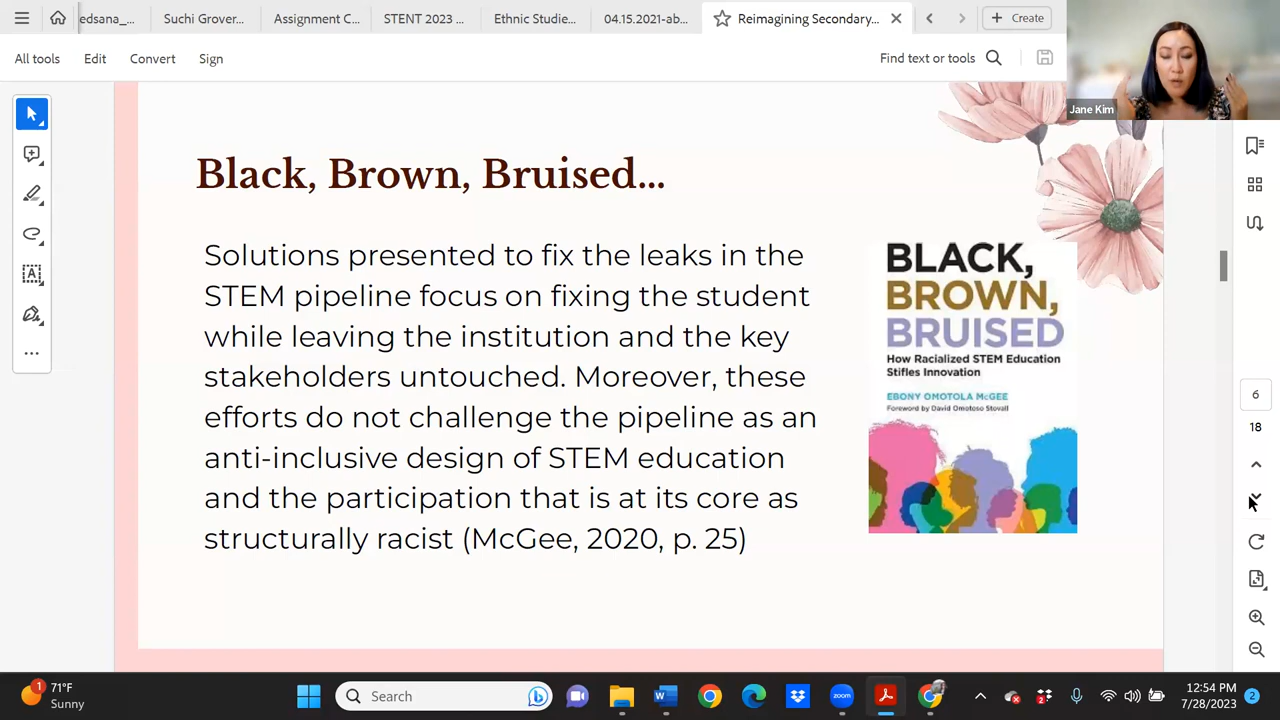 edsana_...
Suchi Grover...
Assignment C...
STENT 2023 ...
Ethnic Studie...
04.15.2021-ab...
Reimagining Secondary...
Create
All tools
Edit
Convert
Sign
Find text or tools
Jane Kim
Black, Brown, Bruised...
Solutions presented to fix the leaks in the
STEM pipeline focus on fixing the student
while leaving the institution and the key
stakeholders untouched. Moreover, these
efforts do not challenge the pipeline as an
anti-inclusive design of STEM education
and the participation that is at its core as
structurally racist (McGee, 2020, p. 25)
BLACK,
BROWN,
BRUISED
How Racialized STEM Education
Stifles Innovation
EBONY OMOTOLA McGEE
Foreword by David Omotoso Stovall
6
18
1
71°F
Sunny
Search
zoom
12:54 PM
7/28/2023
2